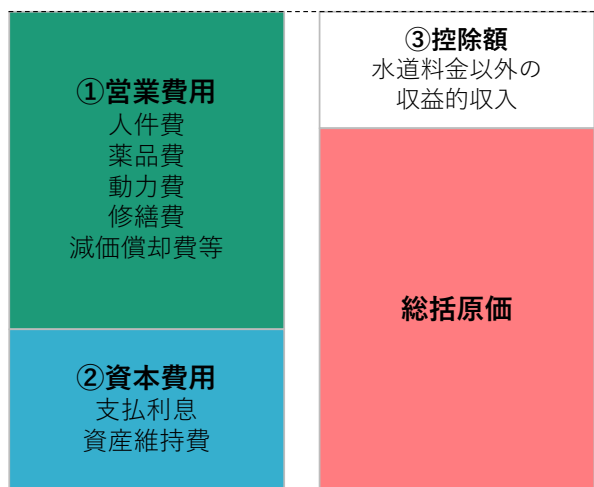 ①営業費用
人件費
薬品費
動力費
修繕費
減価償却費等
②資本費用
支払利息
資産維持費
③控除額
水道料金以外の
収益的収入
総括原価